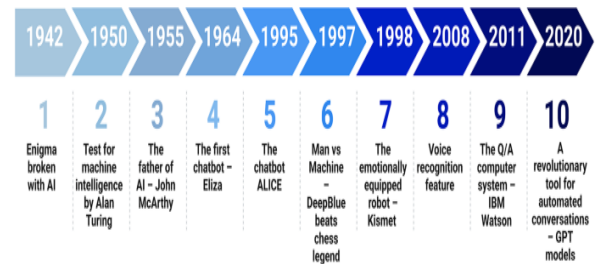 1942 1950 1955 1964 1995 1997 1998 2008 2011 2020
1
Enigma
broken
with AI
2
Test for
machine
intelligence
by Alan
Turing
3
The
father of
AI – John
McArthy
4
The first
chatbot –
Eliza
5
The
chatbot
ALICE
6
Man vs
Machine
–
DeepBlue
beats
chess
legend
7
The
emotionally
equipped
robot –
Kismet
8
Voice
recognition
feature
9
The Q/A
computer
system –
IBM
Watson
10
A
revolutionary
tool for
automated
conversations
– GPT
models